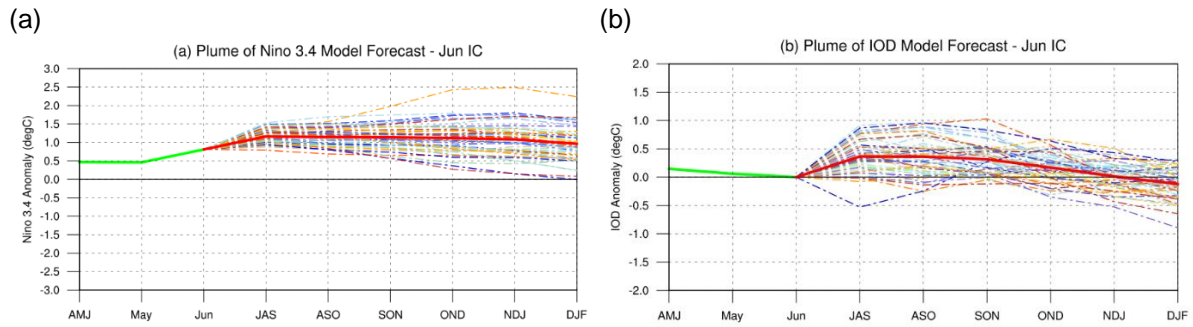 (a)
(a) Plume of Nino 3.4 Model Forecast - Jun IC
Nino 3.4 Anomaly (degC)
3.0
2.5
2.0
1.5
1.0
0.5
0.0
-0.5
-1.0
-1.5
-2.0
-2.5
-3.0
AMJ May Jun JAS ASO SON OND NDJ DJF
(b)
(b) Plume of IOD Model Forecast - Jun IC
IOD Anomaly (degC)
2.0
1.5
1.0
0.5
0.0
-0.5
-1.0
-1.5
-2.0
AMJ May Jun JAS ASO SON OND NDJ DJF